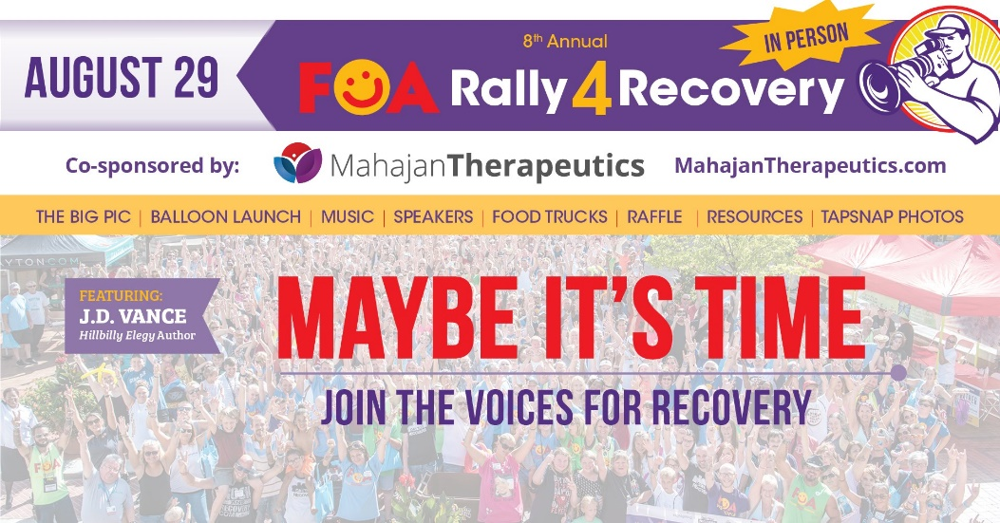 AUGUST 29
8th Annual
FOA Rally 4 Recovery
IN PERSON
Co-sponsored by: MahajanTherapeutics MahajanTherapeutics.com
THE BIG PIC | BALLOON LAUNCH | MUSIC | SPEAKERS | FOOD TRUCKS | RAFFLE | RESOURCES | TAPSNAP PHOTOS
FEATURING:
J.D. VANCE
Hillbilly Elegy Author
MAYBE IT'S TIME
JOIN THE VOICES FOR RECOVERY